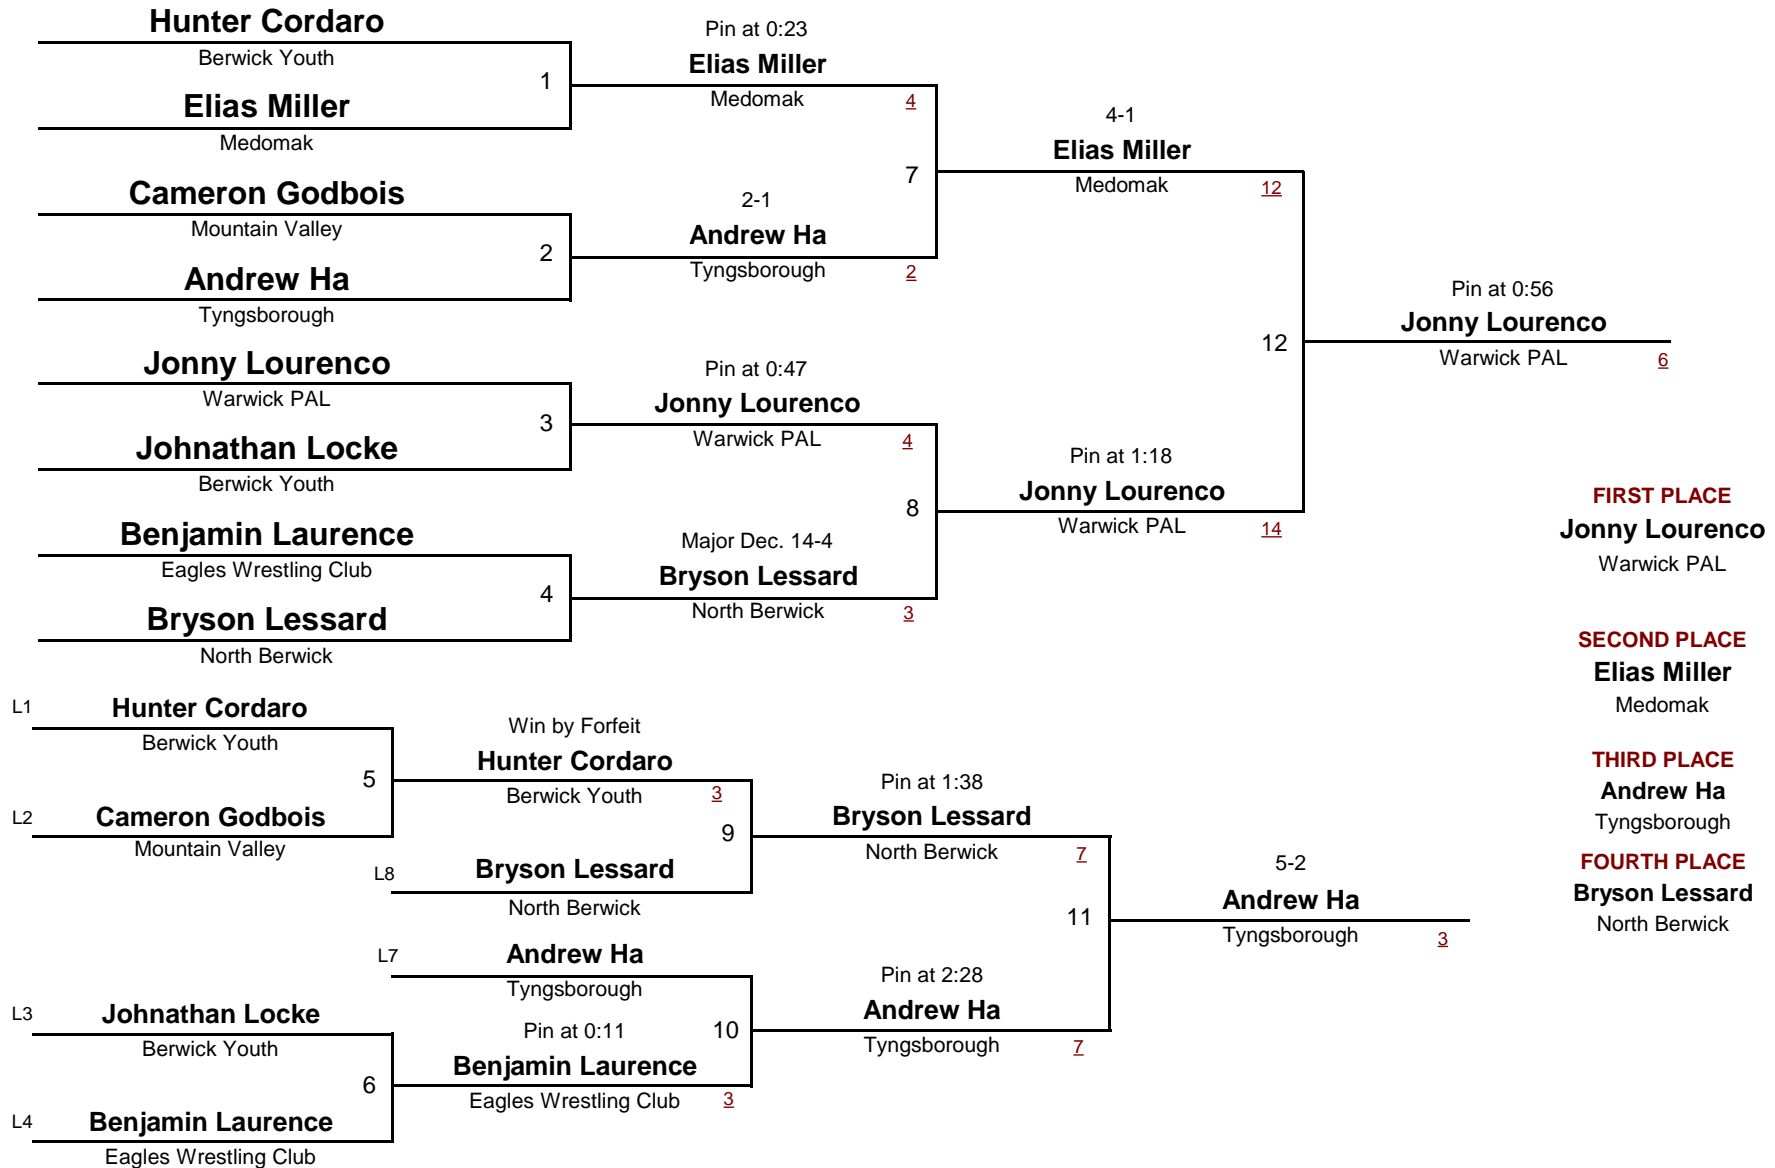 Hunter Cordaro
Berwick Youth
1
Elias Miller
Medomak
Cameron Godbois
Mountain Valley
2
Andrew Ha
Tyngsborough
Jonny Lourenco
Warwick PAL
3
Johnathan Locke
Berwick Youth
Benjamin Laurence
Eagles Wrestling Club
4
Bryson Lessard
North Berwick
Pin at 0:23
Elias Miller
Medomak 4
7
2-1
Andrew Ha
Tyngsborough 2
Pin at 0:47
Jonny Lourenco
Warwick PAL 4
8
Major Dec. 14-4
Bryson Lessard
North Berwick 3
4-1
Elias Miller
Medomak 12
12
Pin at 1:18
Jonny Lourenco
Warwick PAL 14
Pin at 0:56
Jonny Lourenco
Warwick PAL 6
FIRST PLACE
Jonny Lourenco
Warwick PAL
SECOND PLACE
Elias Miller
Medomak
THIRD PLACE
Andrew Ha
Tyngsborough
FOURTH PLACE
Bryson Lessard
North Berwick
L1 Hunter Cordaro
Berwick Youth
5
L2 Cameron Godbois
Mountain Valley
Win by Forfeit
Hunter Cordaro
Berwick Youth 3
9
L8 Bryson Lessard
North Berwick
L7 Andrew Ha
Tyngsborough
10
L3 Johnathan Locke
Berwick Youth
6
L4 Benjamin Laurence
Eagles Wrestling Club
Pin at 0:11
Benjamin Laurence
Eagles Wrestling Club 3
Pin at 1:38
Bryson Lessard
North Berwick 7
11
Pin at 2:28
Andrew Ha
Tyngsborough 7
5-2
Andrew Ha
Tyngsborough 3